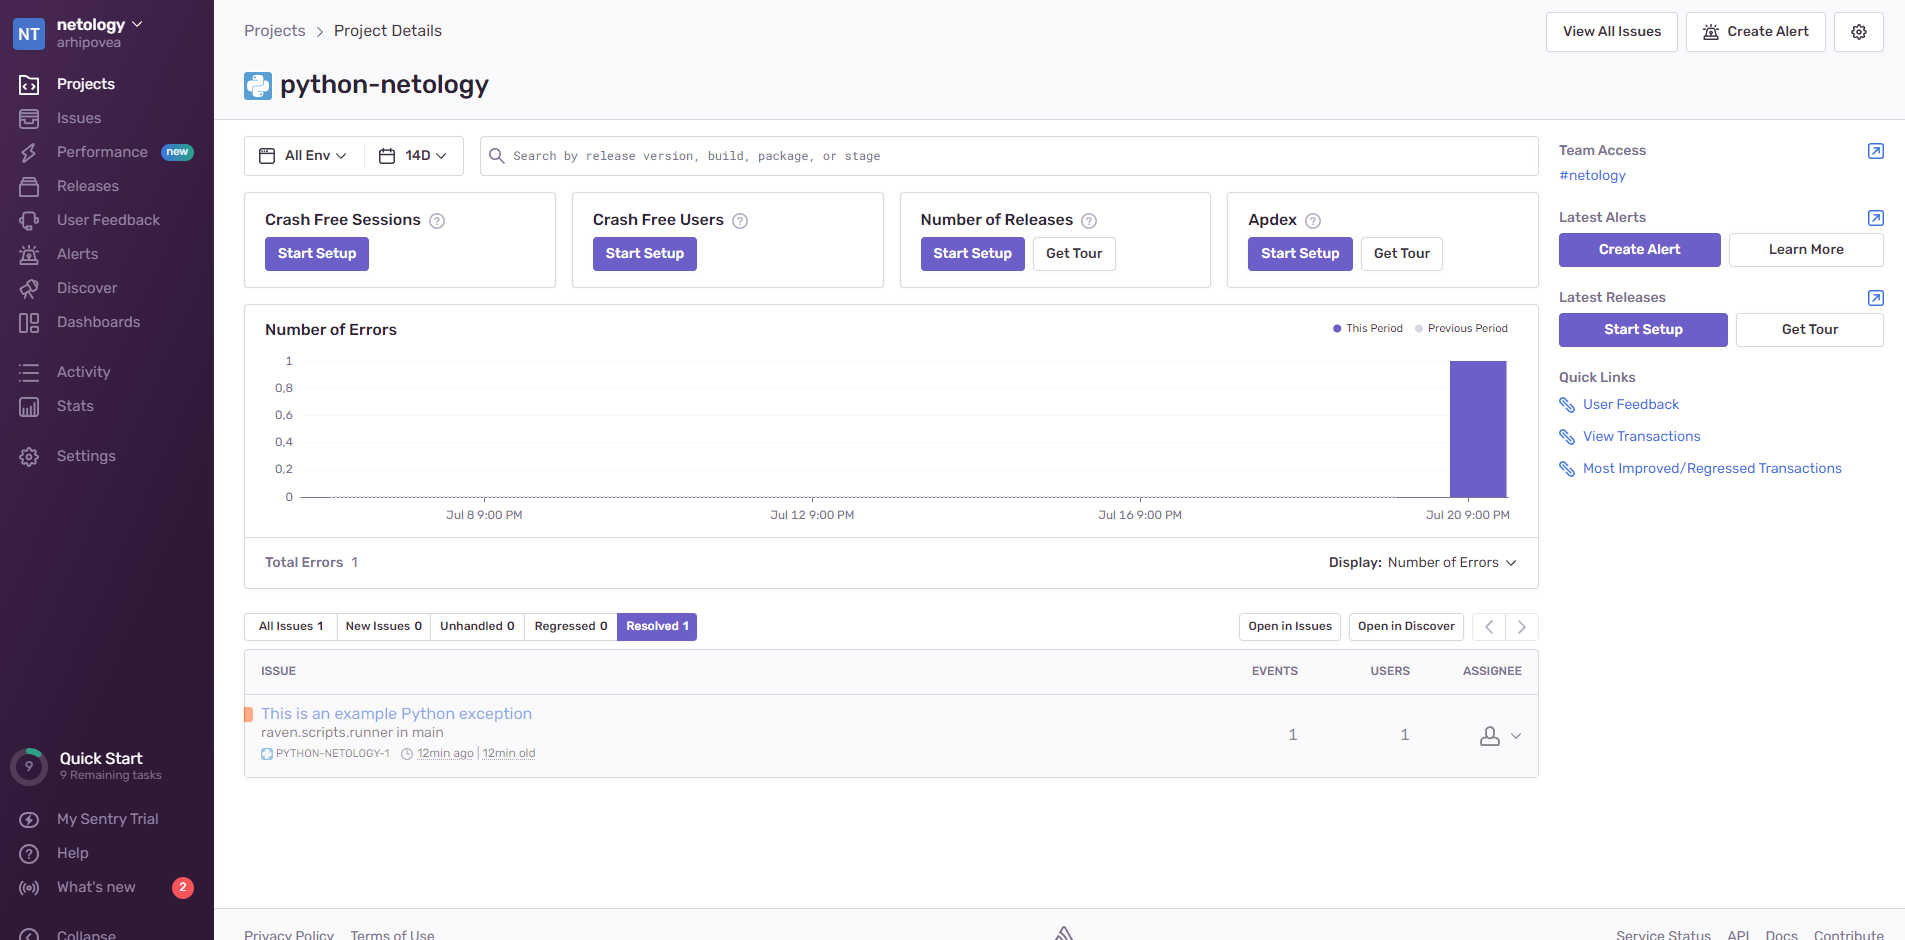 NT
netology
arhipovea
Projects
Issues
Performance new
Releases
User Feedback
Alerts
Discover
Dashboards
Activity
Stats
Settings
9
Quick Start
9 Remaining tasks
My Sentry Trial
Help
What's new 2
Collapse
Projects > Project Details
View All Issues
Create Alert
python-netology
All Env
14D
Search by release version, build, package, or stage
Crash Free Sessions ?
Start Setup
Crash Free Users ?
Start Setup
Number of Releases ?
Start Setup Get Tour
Apdex ?
Start Setup Get Tour
Number of Errors
This Period Previous Period
1
0,8
0,6
0,4
0,2
0
Jul 8 9:00 PM Jul 12 9:00 PM Jul 16 9:00 PM Jul 20 9:00 PM
Total Errors 1
Display: Number of Errors
All Issues 1 New Issues 0 Unhandled 0 Regressed 0 Resolved 1
Open in Issues Open in Discover
ISSUE EVENTS USERS ASSIGNEE
This is an example Python exception
raven.scripts.runner in main
PYTHON-NETOLOGY-1 12min ago | 12min old
1 1
Team Access
#netology
Latest Alerts
Create Alert Learn More
Latest Releases
Start Setup Get Tour
Quick Links
User Feedback
View Transactions
Most Improved/Regressed Transactions
Privacy Policy Terms of Use
Service Status API Docs Contribute